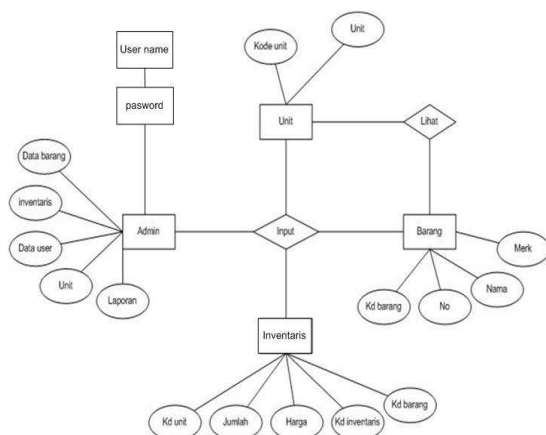 User name
pasword
Kode unit
Unit
Unit
Lihat
Data barang
inventaris
Data user
Unit
Laporan
Admin
Input
Barang
Merk
Nama
No
Kd barang
Inventaris
Kd unit
Jumlah
Harga
Kd inventaris
Kd barang